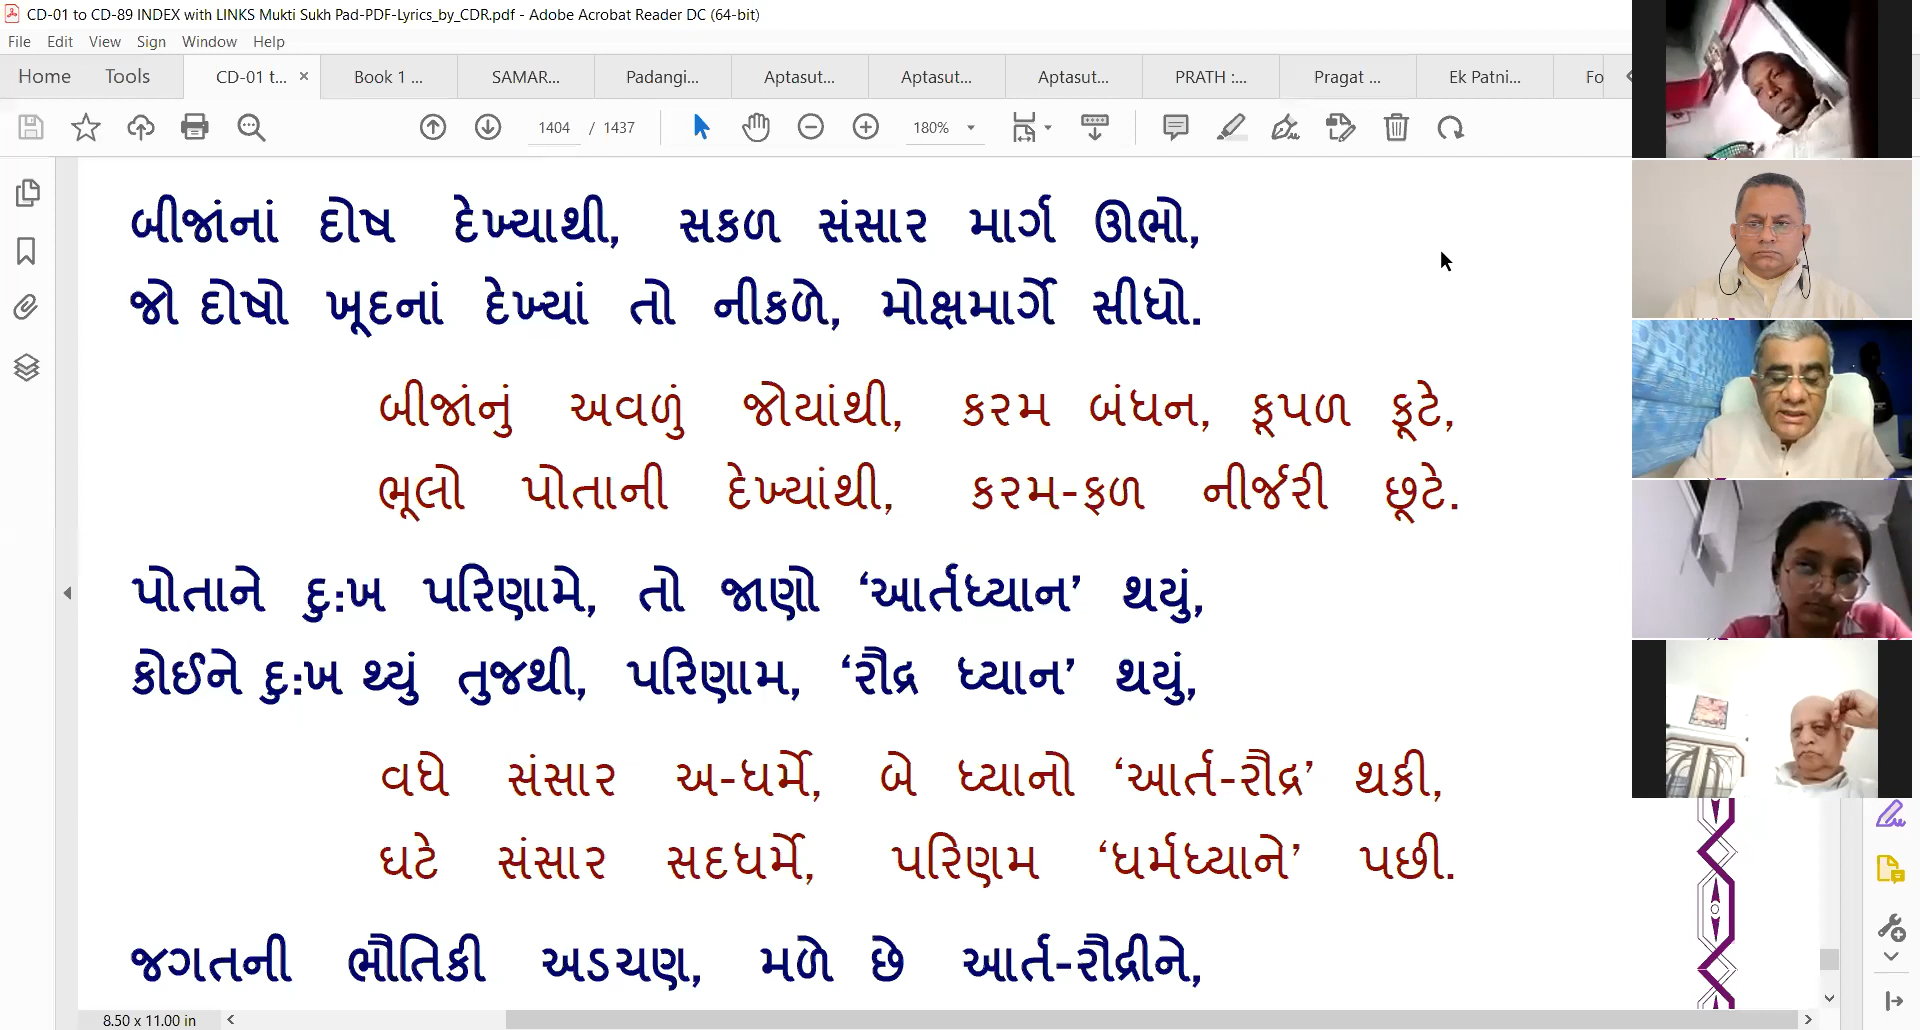 CD-01 to CD-89 INDEX with LINKS Mukti Sukh Pad-PDF-Lyrics_by_CDR.pdf - Adobe Acrobat Reader DC (64-bit)
File Edit View Sign Window Help
Home Tools CD-01 t... × Book 1 ... SAMAR... Padangi... Aptasut... Aptasut... Aptasut... PRATH :... Pragat ... Ek Patni... Fo
1404 / 1437 180%
બીજાંનાં દોષ દેખ્યાથી, સકળ સંસાર માર્ગ ઊભો,
જો દોષો ખૂદનાં દેખ્યાં તો નીકળે, મોક્ષમાર્ગે સીધો.
બીજાંનું અવળું જોયાંથી, કરમ બંધન, કૂપળ ફૂટે,
ભૂલો પોતાની દેખ્યાંથી, કરમ-ફળ નીર્જરી છૂટે.
પોતાને દુ:ખ પરિણામે, તો જાણો ‘આર્તધ્યાન’ થયું,
કોઈને દુ:ખ થ્યું તુજથી, પરિણામ, ‘રૌદ્ર ધ્યાન’ થયું,
વધે સંસાર અ-ધર્મે, બે ધ્યાનો ‘આર્ત-રૌદ્ર’ થકી,
ઘટે સંસાર સદધર્મે, પરિણમ ‘ધર્મધ્યાને’ પછી.
જગતની ભૌતિકી અડચણ, મળે છે આર્ત-રૌદ્રીને,
8.50 x 11.00 in